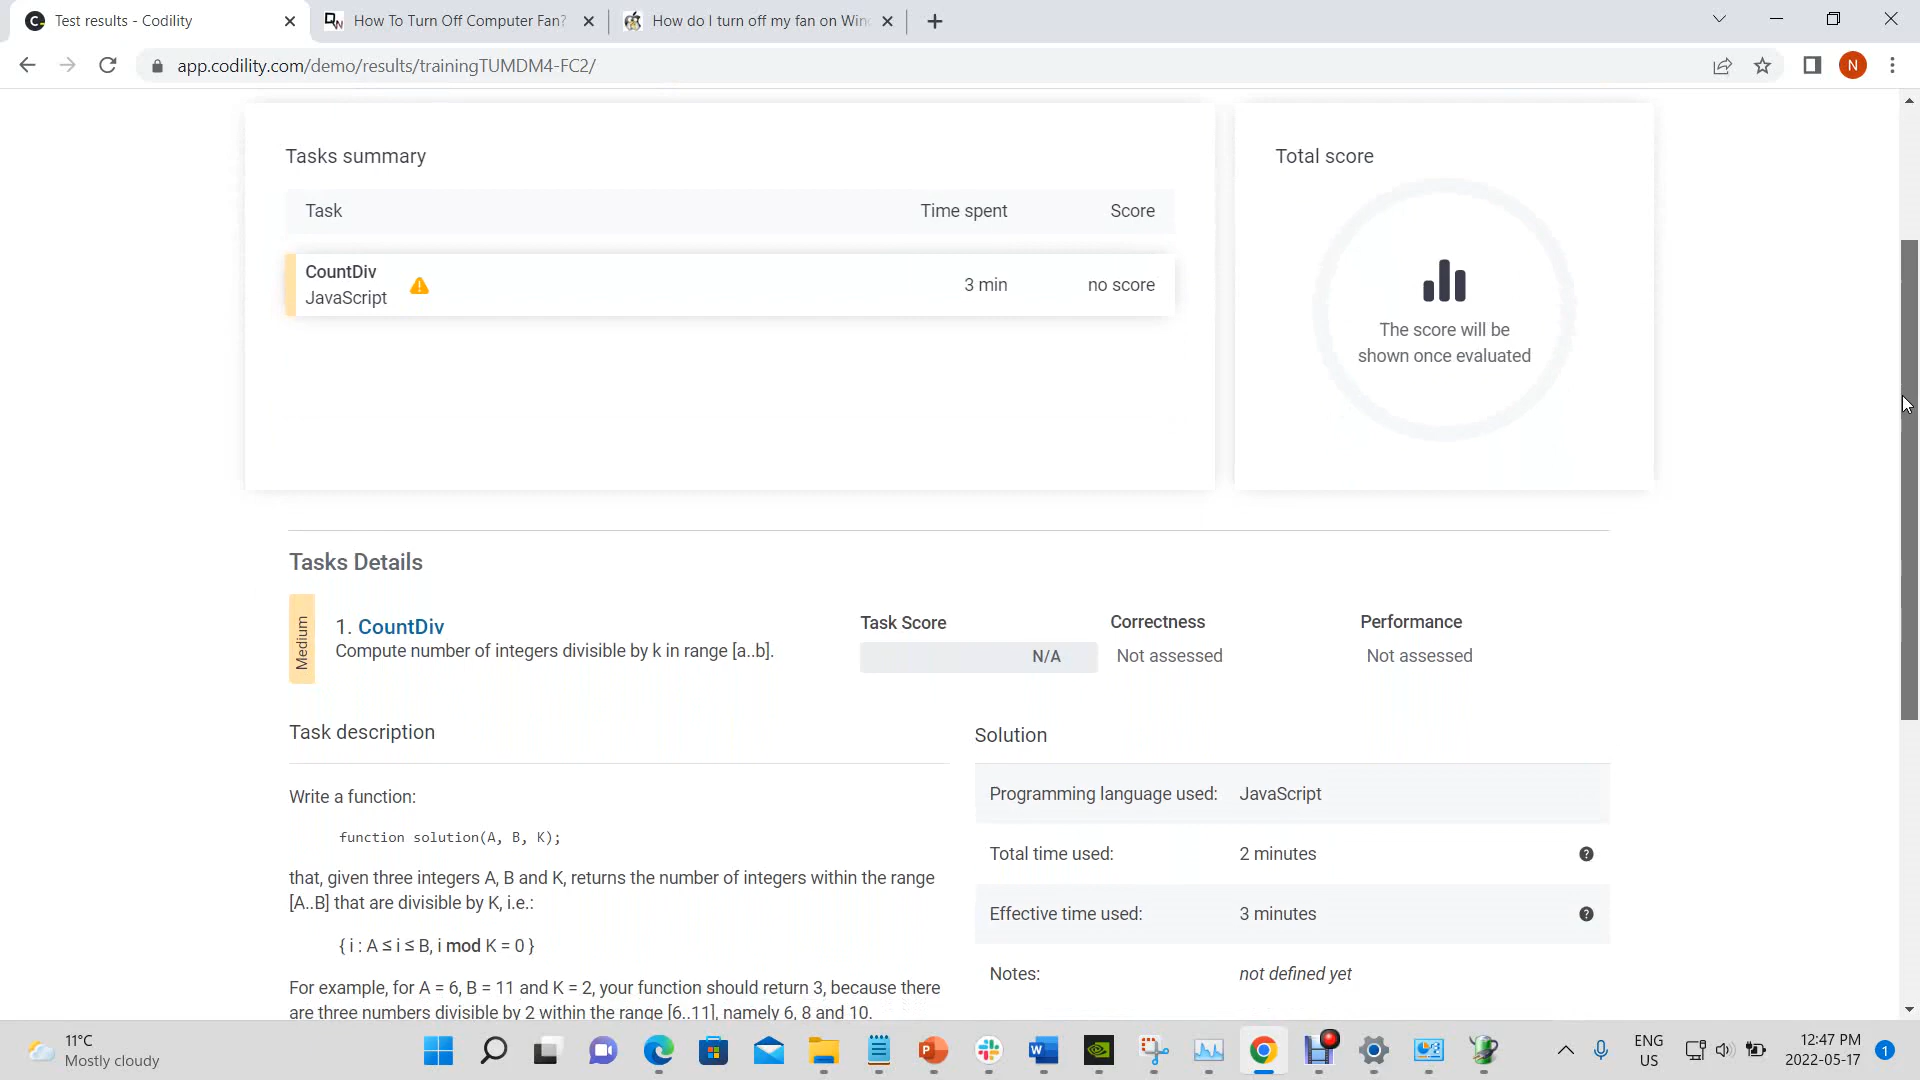 Test results - Codility
How To Turn Off Computer Fan?
How do I turn off my fan on Win
app.codility.com/demo/results/trainingTUMDM4-FC2/
N
Tasks summary
Task Time spent Score
CountDiv
JavaScript
3 min no score
Total score
The score will be
shown once evaluated
Tasks Details
Medium
1. CountDiv
Compute number of integers divisible by k in range [a..b].
Task Score
N/A
Correctness
Not assessed
Performance
Not assessed
Task description
Write a function:
function solution(A, B, K);
that, given three integers A, B and K, returns the number of integers within the range
[A..B] that are divisible by K, i.e.:
{ i : A ≤ i ≤ B, i mod K = 0 }
For example, for A = 6, B = 11 and K = 2, your function should return 3, because there
are three numbers divisible by 2 within the range [6..11], namely 6, 8 and 10.
Solution
Programming language used: JavaScript
Total time used: 2 minutes
Effective time used: 3 minutes
Notes: not defined yet
11°C
Mostly cloudy
ENG
US
12:47 PM
2022-05-17
1